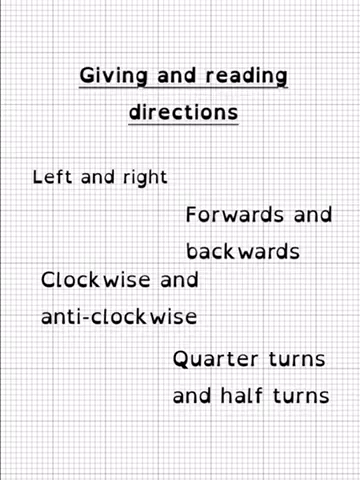 Giving and reading
directions
Left and right
Forwards and
backwards
Clockwise and
anti-clockwise
Quarter turns
and half turns